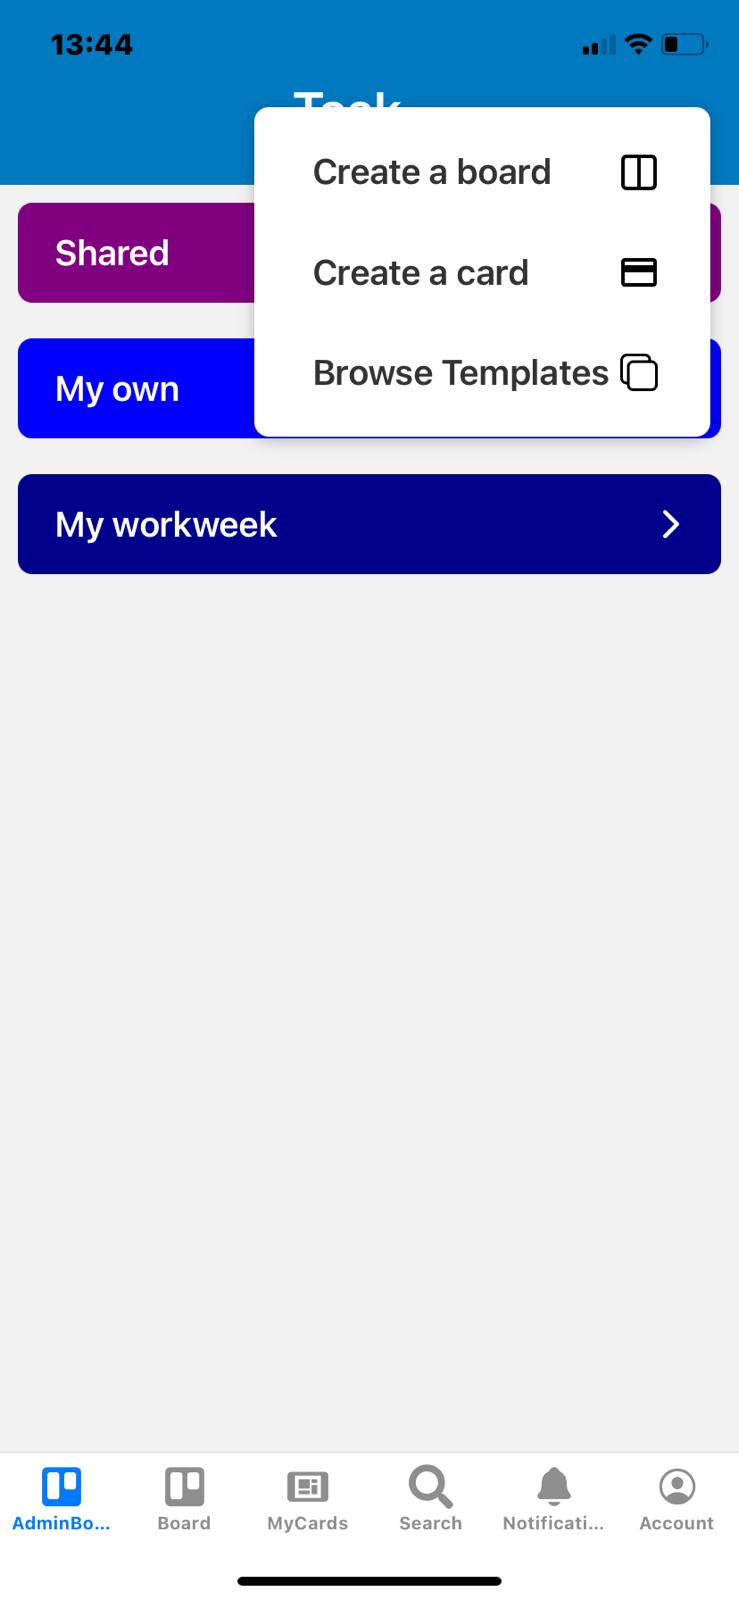 13:44
Task
Create a board
Create a card
Browse Templates
Shared
My own
My workweek
AdminBo...
Board
MyCards
Search
Notificati...
Account